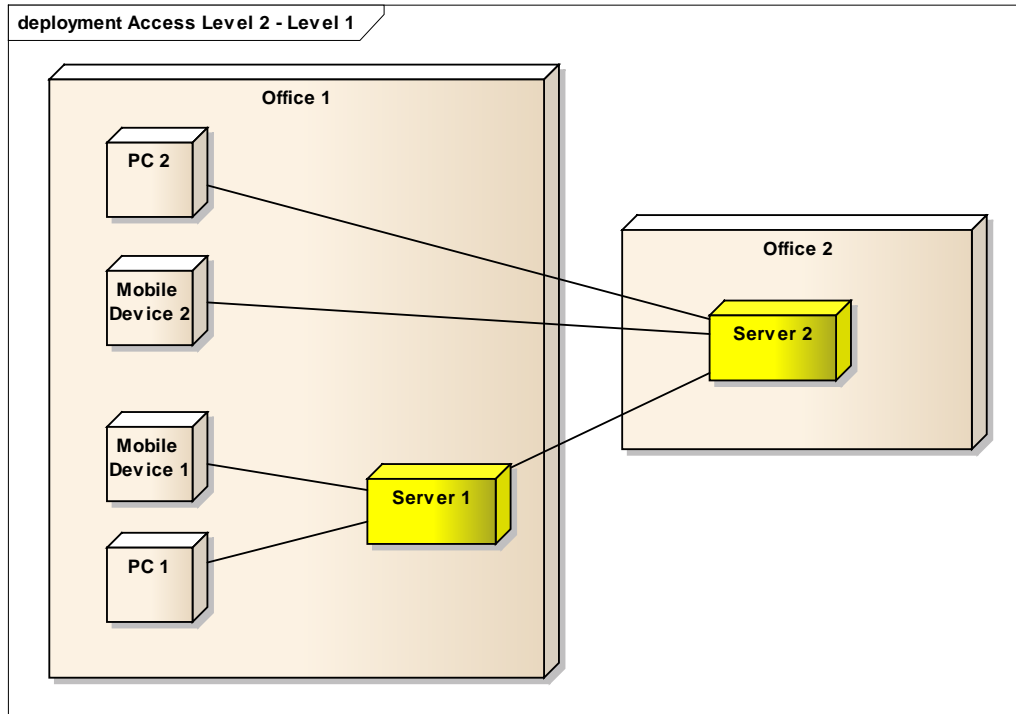 deployment Access Level 2 - Level 1
Office 1
PC 2
Mobile
Device 2
Mobile
Device 1
PC 1
Server 1
Office 2
Server 2